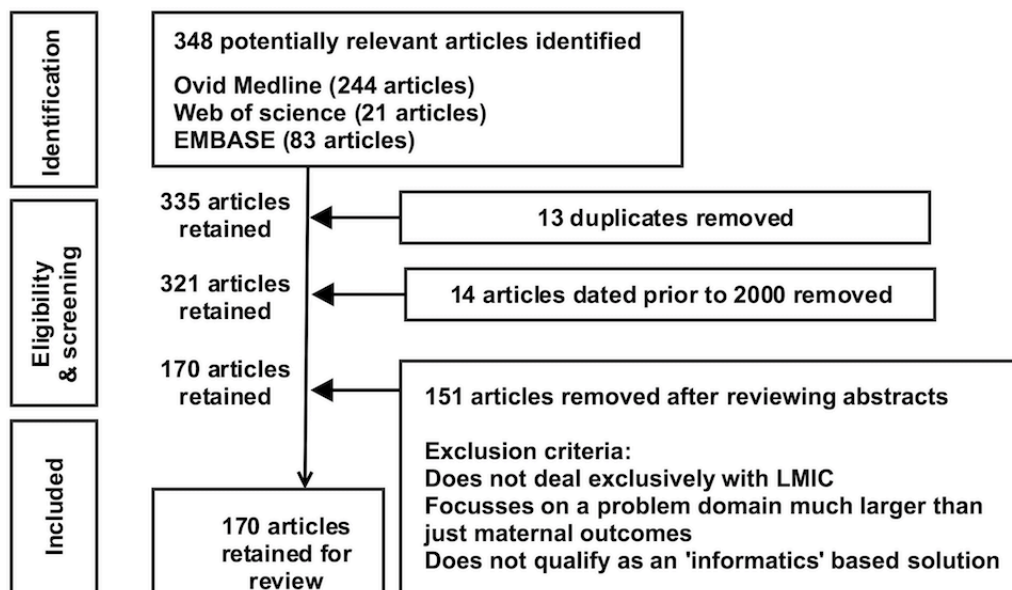 Identification
348 potentially relevant articles identified
Ovid Medline (244 articles)
Web of science (21 articles)
EMBASE (83 articles)
Eligibility
& screening
335 articles
retained
13 duplicates removed
321 articles
retained
14 articles dated prior to 2000 removed
170 articles
retained
151 articles removed after reviewing abstracts
Exclusion criteria:
Does not deal exclusively with LMIC
Focusses on a problem domain much larger than
just maternal outcomes
Does not qualify as an 'informatics' based solution
Included
170 articles
retained for
review